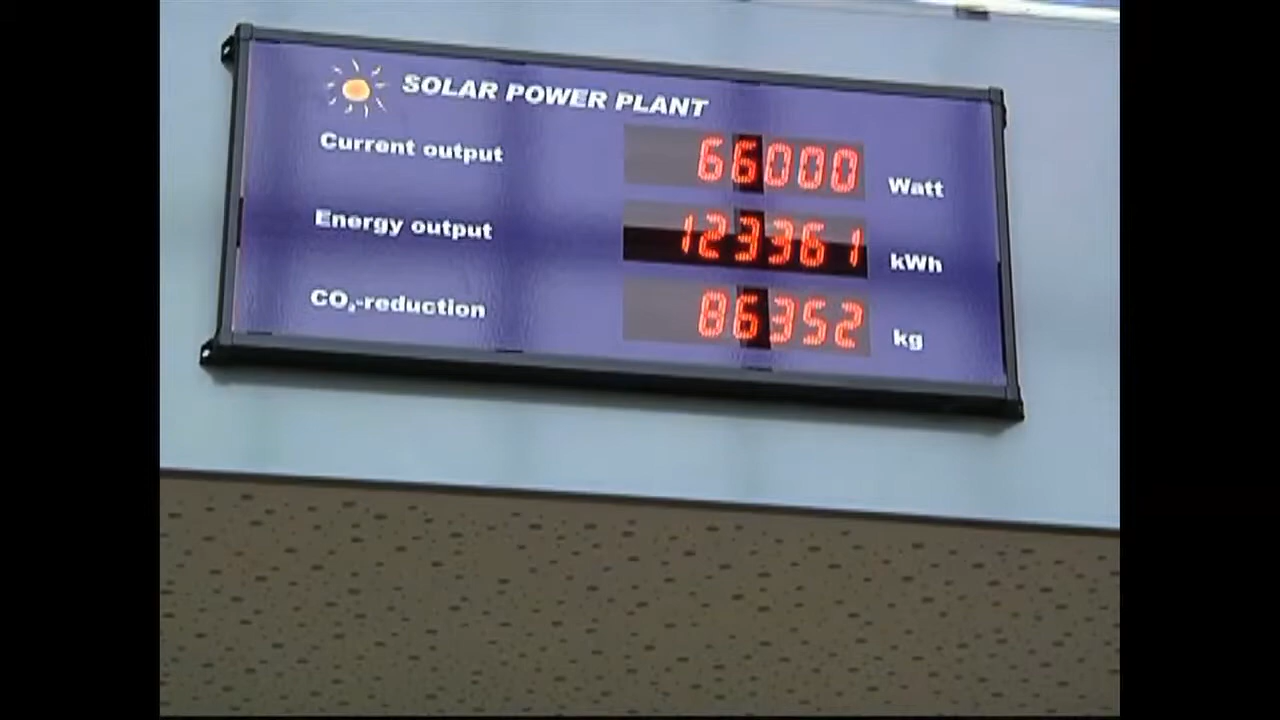 SOLAR POWER PLANT
Current output 66000 Watt
Energy output 123361 kWh
CO₂-reduction 86352 kg